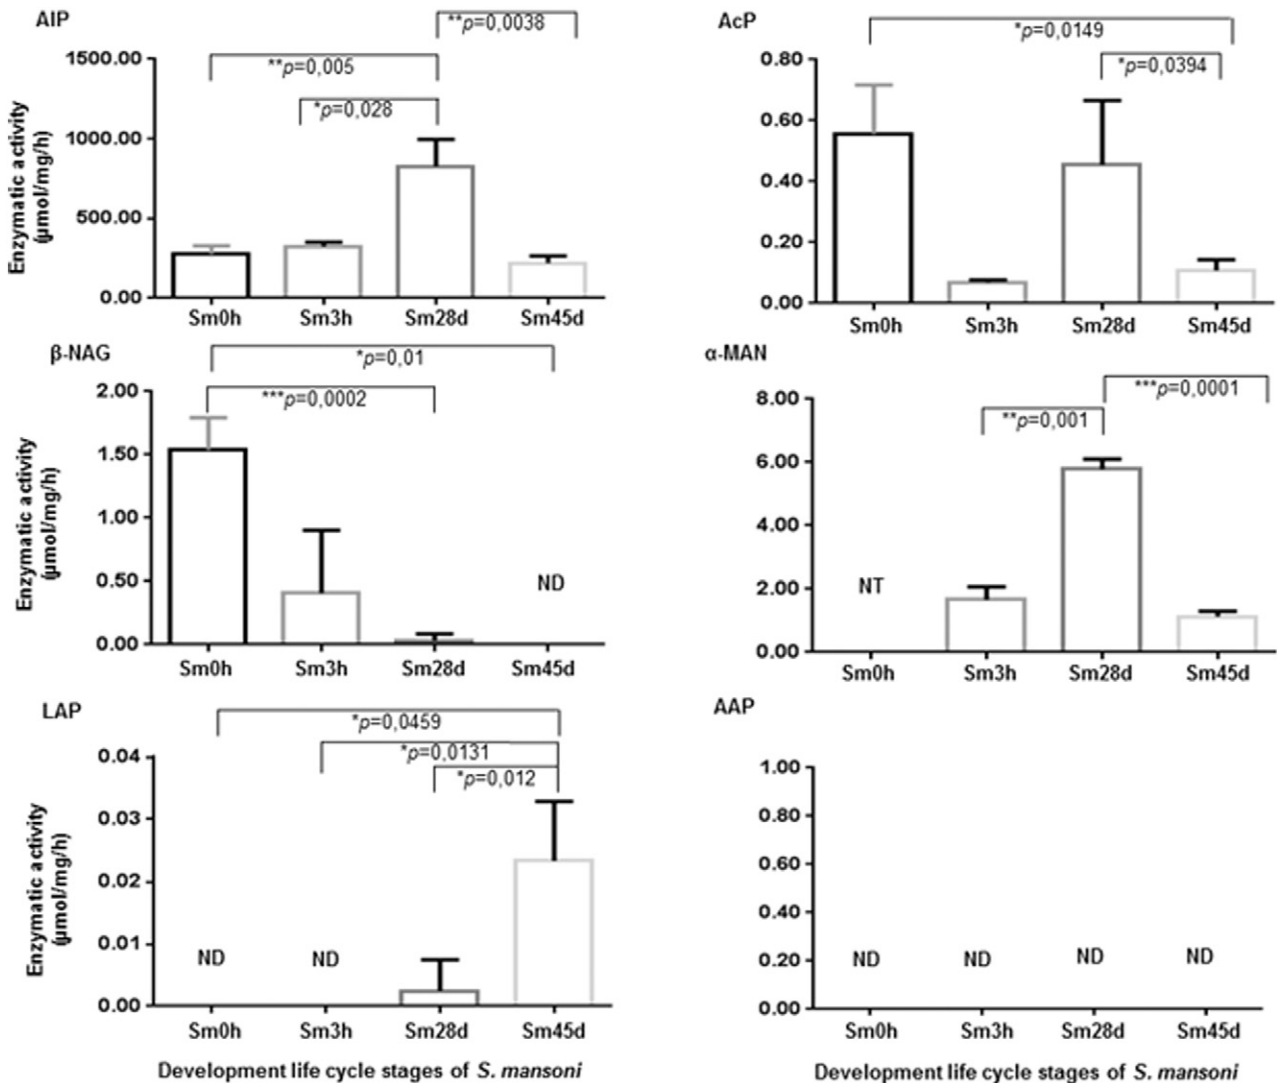 AlP
**p=0,0038
**p=0,005
*p=0,028
Enzymatic activity
(µmol/mg/h)
1500.00
1000.00
500.00
0.00
Sm0h Sm3h Sm28d Sm45d
AcP
*p=0,0149
*p=0,0394
0.80
0.60
0.40
0.20
0.00
Sm0h Sm3h Sm28d Sm45d
β-NAG
*p=0,01
***p=0,0002
Enzymatic activity
(µmol/mg/h)
2.00
1.50
1.00
0.50
0.00
ND
Sm0h Sm3h Sm28d Sm45d
α-MAN
***p=0,0001
**p=0,001
8.00
6.00
4.00
2.00
0.00
NT
Sm0h Sm3h Sm28d Sm45d
LAP
*p=0,0459
*p=0,0131
*p=0,012
Enzymatic activity
(µmol/mg/h)
0.04
0.03
0.02
0.01
0.00
ND ND
Sm0h Sm3h Sm28d Sm45d
Development life cycle stages of S. mansoni
AAP
1.00
0.80
0.60
0.40
0.20
0.00
ND ND ND ND
Sm0h Sm3h Sm28d Sm45d
Development life cycle stages of S. mansoni